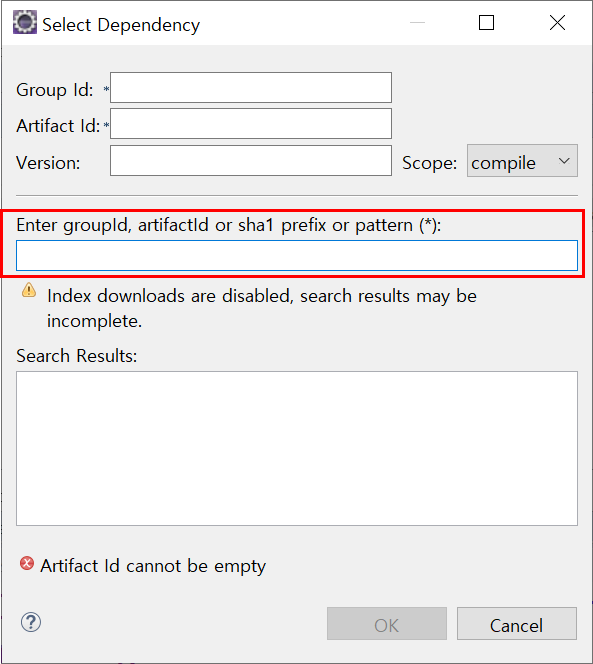 Select Dependency
Group Id: *
Artifact Id: *
Version:
Scope: compile
Enter groupId, artifactId or sha1 prefix or pattern (*):
Index downloads are disabled, search results may be
incomplete.
Search Results:
Artifact Id cannot be empty
OK Cancel